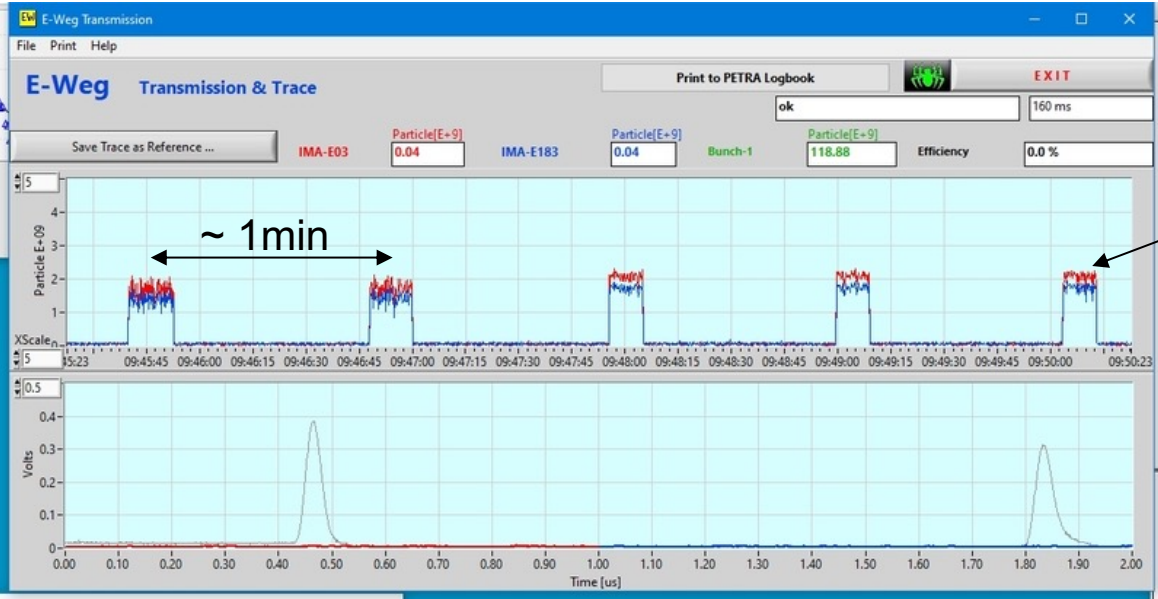 EW E-Weg Transmission
File Print Help
E-Weg Transmission & Trace
Print to PETRA Logbook
EXIT
ok
160 ms
Save Trace as Reference ...
IMA-E03
Particle[E+9]
0.04
IMA-E183
Particle[E+9]
0.04
Bunch-1
Particle[E+9]
118.88
Efficiency
0.0 %
5
4
3
2
1
0
Particle E+09
~ 1min
XScale
5
45:23 09:45:45 09:46:00 09:46:15 09:46:30 09:46:45 09:47:00 09:47:15 09:47:30 09:47:45 09:48:00 09:48:15 09:48:30 09:48:45 09:49:00 09:49:15 09:49:30 09:49:45 09:50:00 09:50:23
0.5
0.4
0.3
0.2
0.1
0
Volts
0.00 0.10 0.20 0.30 0.40 0.50 0.60 0.70 0.80 0.90 1.00 1.10 1.20 1.30 1.40 1.50 1.60 1.70 1.80 1.90 2.00
Time [us]